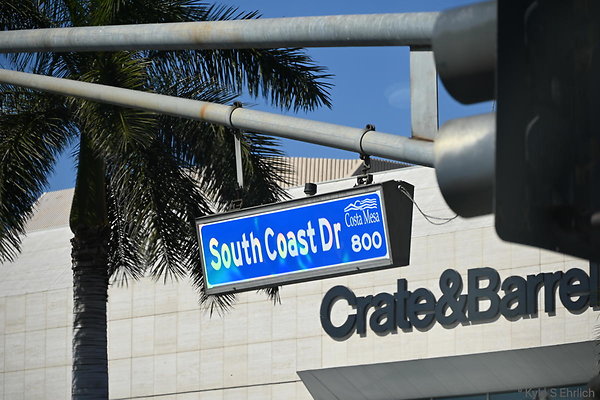 South Coast Dr
Costa Mesa
800
Crate&Barrel
Kyle S Ehrlich